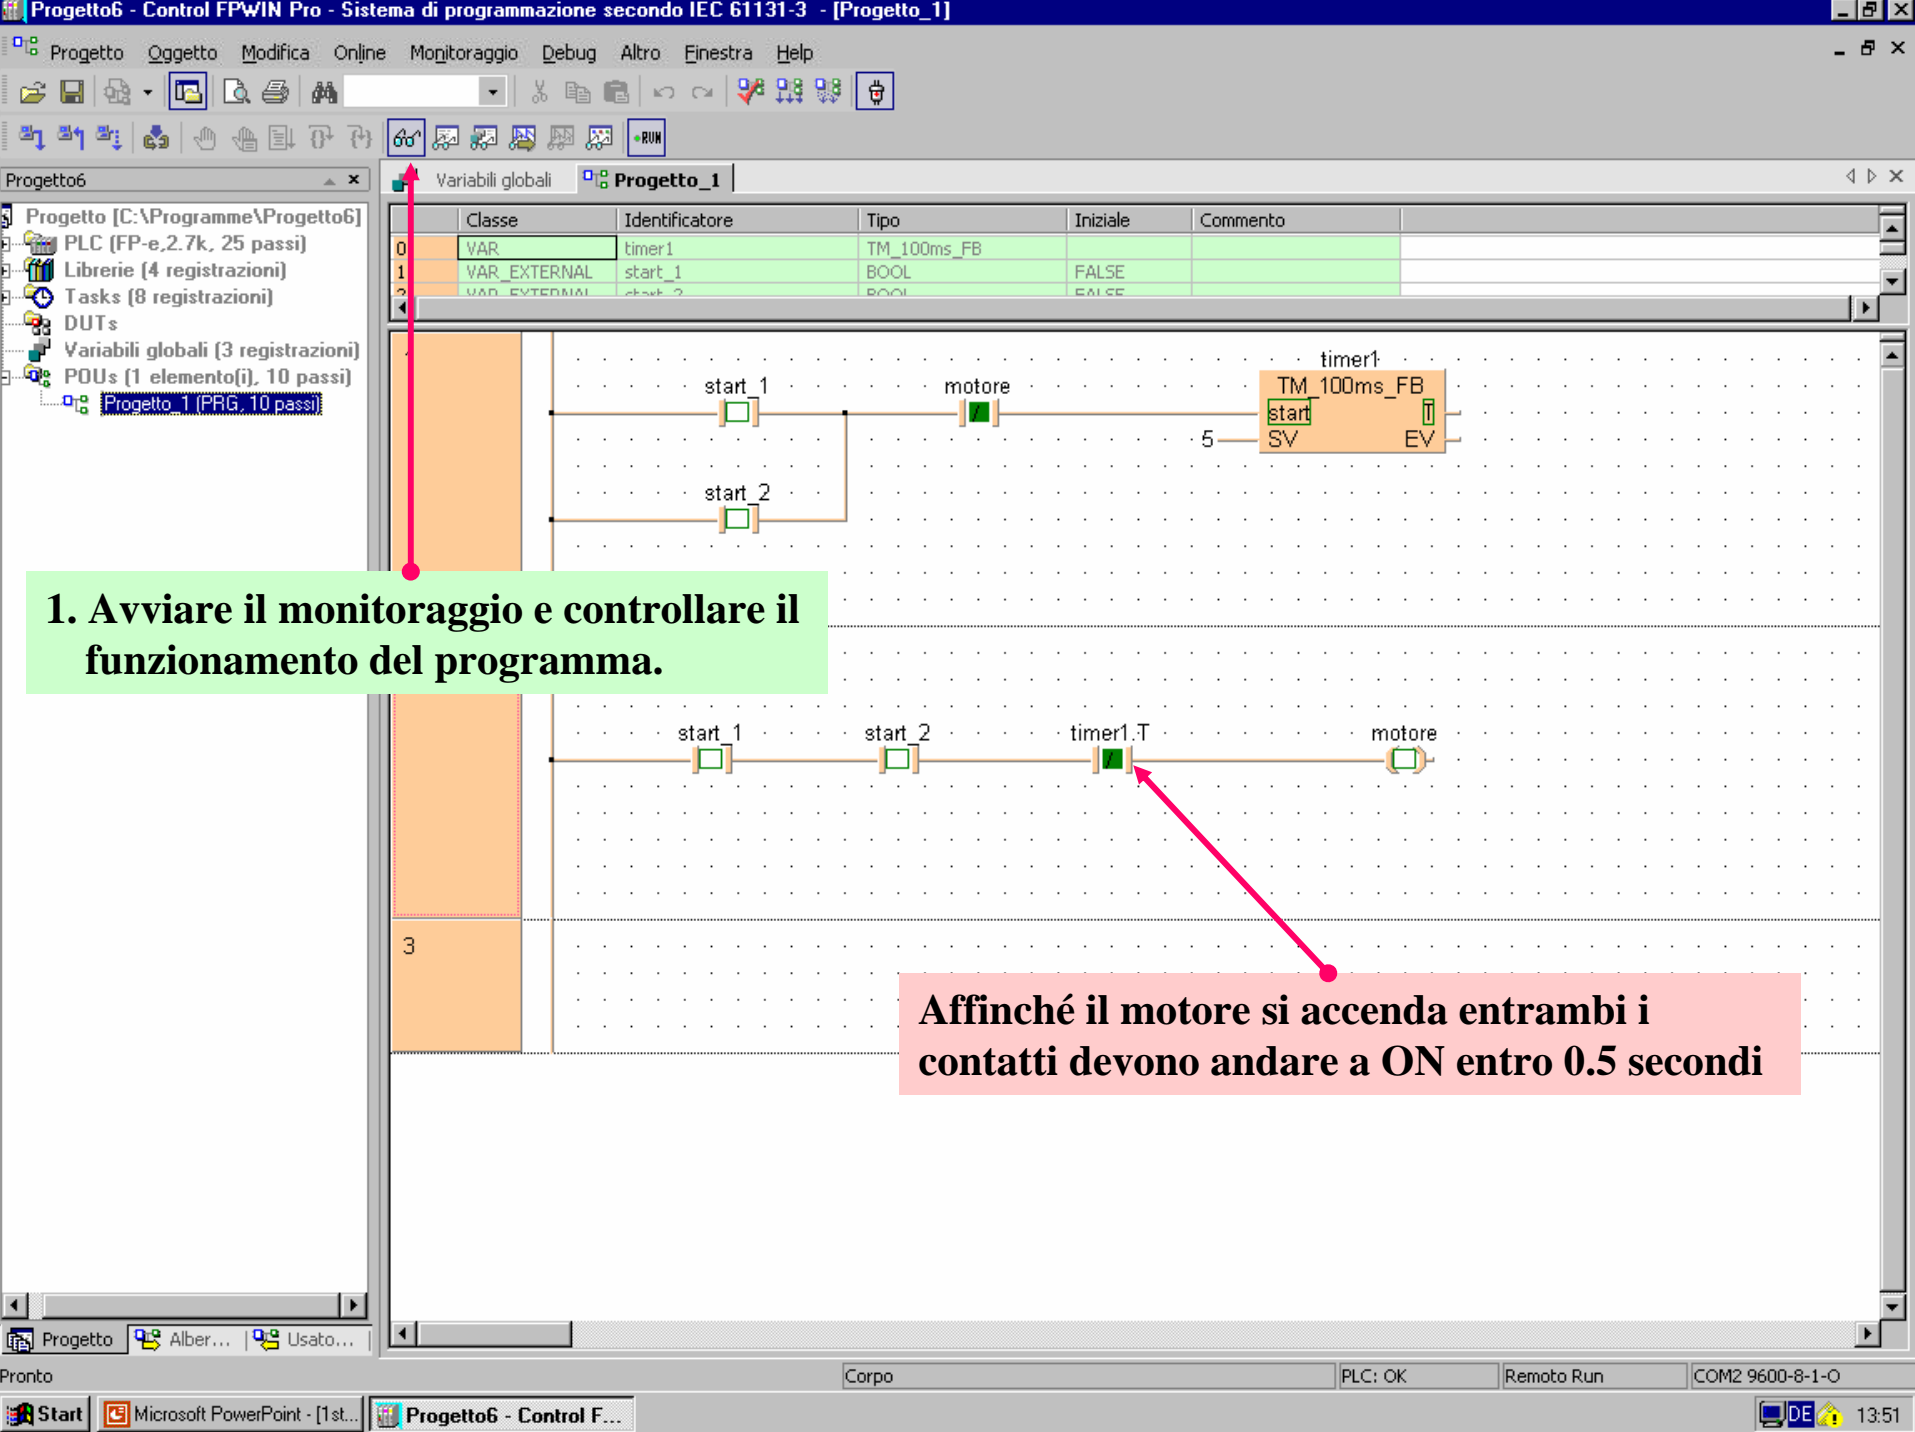 Progetto6 - Control FPWIN Pro - Sistema di programmazione secondo IEC 61131-3 - [Progetto_1]
Progetto Oggetto Modifica Online Monitoraggio Debug Altro Finestra Help
RUN
Progetto6
Variabili globali Progetto_1
Progetto [C:\Programme\Progetto6]
PLC (FP-e,2.7k, 25 passi)
Librerie (4 registrazioni)
Tasks (8 registrazioni)
DUTs
Variabili globali (3 registrazioni)
POUs (1 elemento(i), 10 passi)
Progetto_1 (PRG, 10 passi)
Classe Identificatore Tipo Iniziale Commento
0 VAR timer1 TM_100ms_FB
1 VAR_EXTERNAL start_1 BOOL FALSE
2 VAR_EXTERNAL start_2 BOOL FALSE
timer1
start_1 motore TM_100ms_FB
start T
5 SV EV
start_2
1. Avviare il monitoraggio e controllare il
funzionamento del programma.
start_1 start_2 timer1.T motore
3
Affinché il motore si accenda entrambi i
contatti devono andare a ON entro 0.5 secondi
Progetto Alber... Usato...
Pronto Corpo PLC: OK Remoto Run COM2 9600-8-1-O
Start Microsoft PowerPoint - [1st... Progetto6 - Control F... DE 13:51